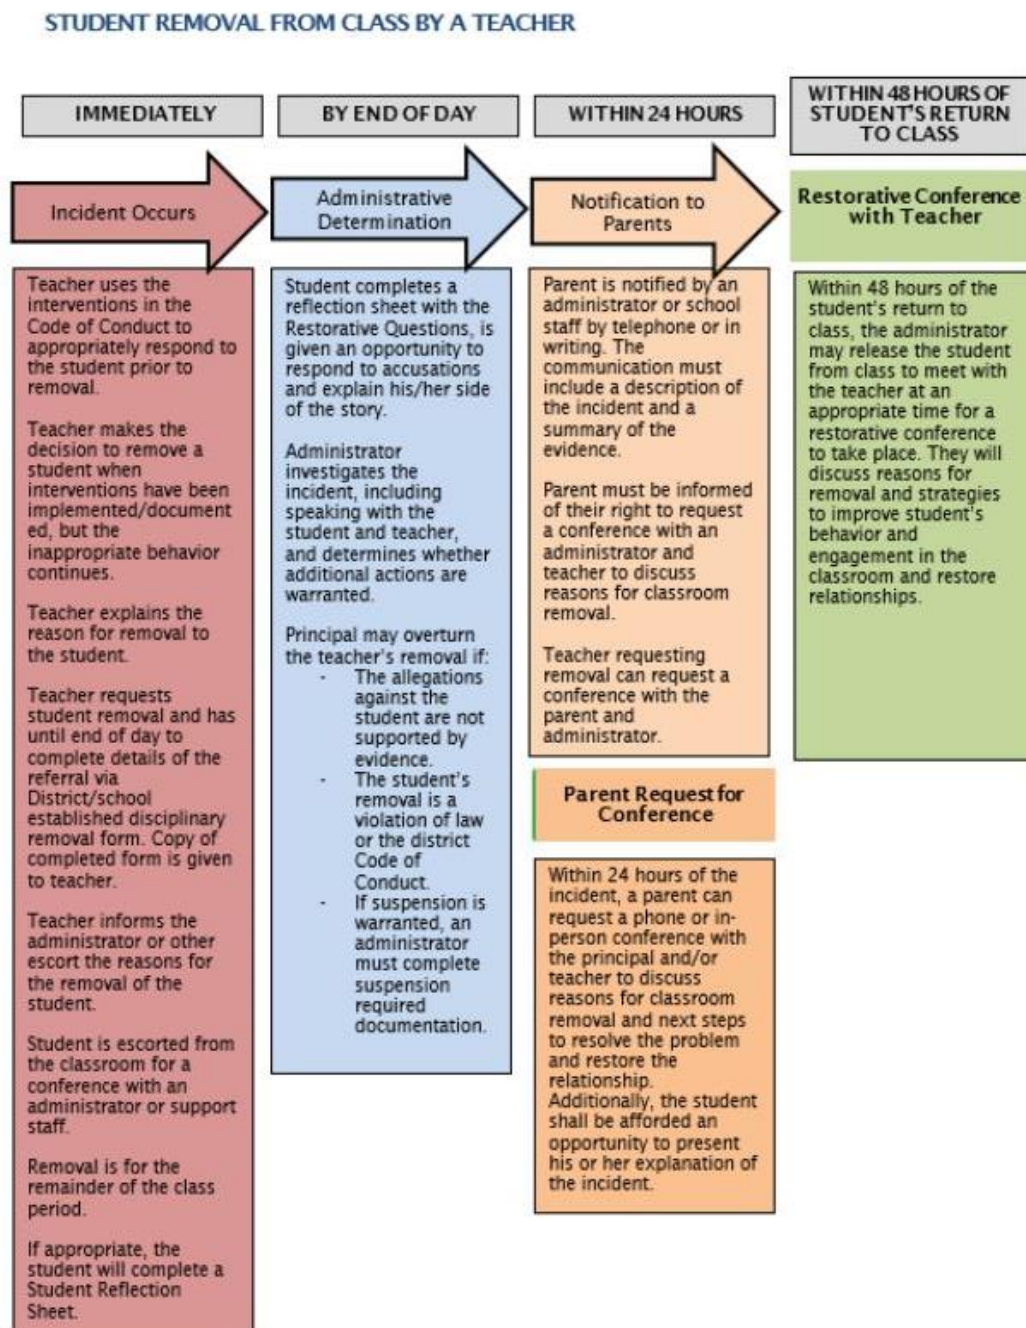 STUDENT REMOVAL FROM CLASS BY A TEACHER
IMMEDIATELY
Incident Occurs
Teacher uses the
interventions in the
Code of Conduct to
appropriately respond to
the student prior to
removal.
Teacher makes the
decision to remove a
student when
interventions have been
implemented/document
ed, but the
inappropriate behavior
continues.
Teacher explains the
reason for removal to
the student.
Teacher requests
student removal and has
until end of day to
complete details of the
referral via
District/school
established disciplinary
removal form. Copy of
completed form is given
to teacher.
Teacher informs the
administrator or other
escort the reasons for
the removal of the
student.
Student is escorted from
the classroom for a
conference with an
administrator or support
staff.
Removal is for the
remainder of the class
period.
If appropriate, the
student will complete a
Student Reflection
Sheet.
BY END OF DAY
Administrative
Determination
Student completes a
reflection sheet with the
Restorative Questions, is
given an opportunity to
respond to accusations
and explain his/her side
of the story.
Administrator
investigates the
incident, including
speaking with the
student and teacher,
and determines whether
additional actions are
warranted.
Principal may overturn
the teacher's removal if:
- The allegations
against the
student are not
supported by
evidence.
- The student's
removal is a
violation of law
or the district
Code of
Conduct.
- If suspension is
warranted, an
administrator
must complete
suspension
required
documentation.
WITHIN 24 HOURS
Notification to
Parents
Parent is notified by an
administrator or school
staff by telephone or in
writing. The
communication must
include a description of
the incident and a
summary of the
evidence.
Parent must be informed
of their right to request
a conference with an
administrator and
teacher to discuss
reasons for classroom
removal.
Teacher requesting
removal can request a
conference with the
parent and
administrator.
Parent Request for
Conference
Within 24 hours of the
incident, a parent can
request a phone or in-
person conference with
the principal and/or
teacher to discuss
reasons for classroom
removal and next steps
to resolve the problem
and restore the
relationship.
Additionally, the student
shall be afforded an
opportunity to present
his or her explanation of
the incident.
WITHIN 48 HOURS OF
STUDENT'S RETURN
TO CLASS
Restorative Conference
with Teacher
Within 48 hours of the
student's return to
class, the administrator
may release the student
from class to meet with
the teacher at an
appropriate time for a
restorative conference
to take place. They will
discuss reasons for
removal and strategies
to improve student's
behavior and
engagement in the
classroom and restore
relationships.